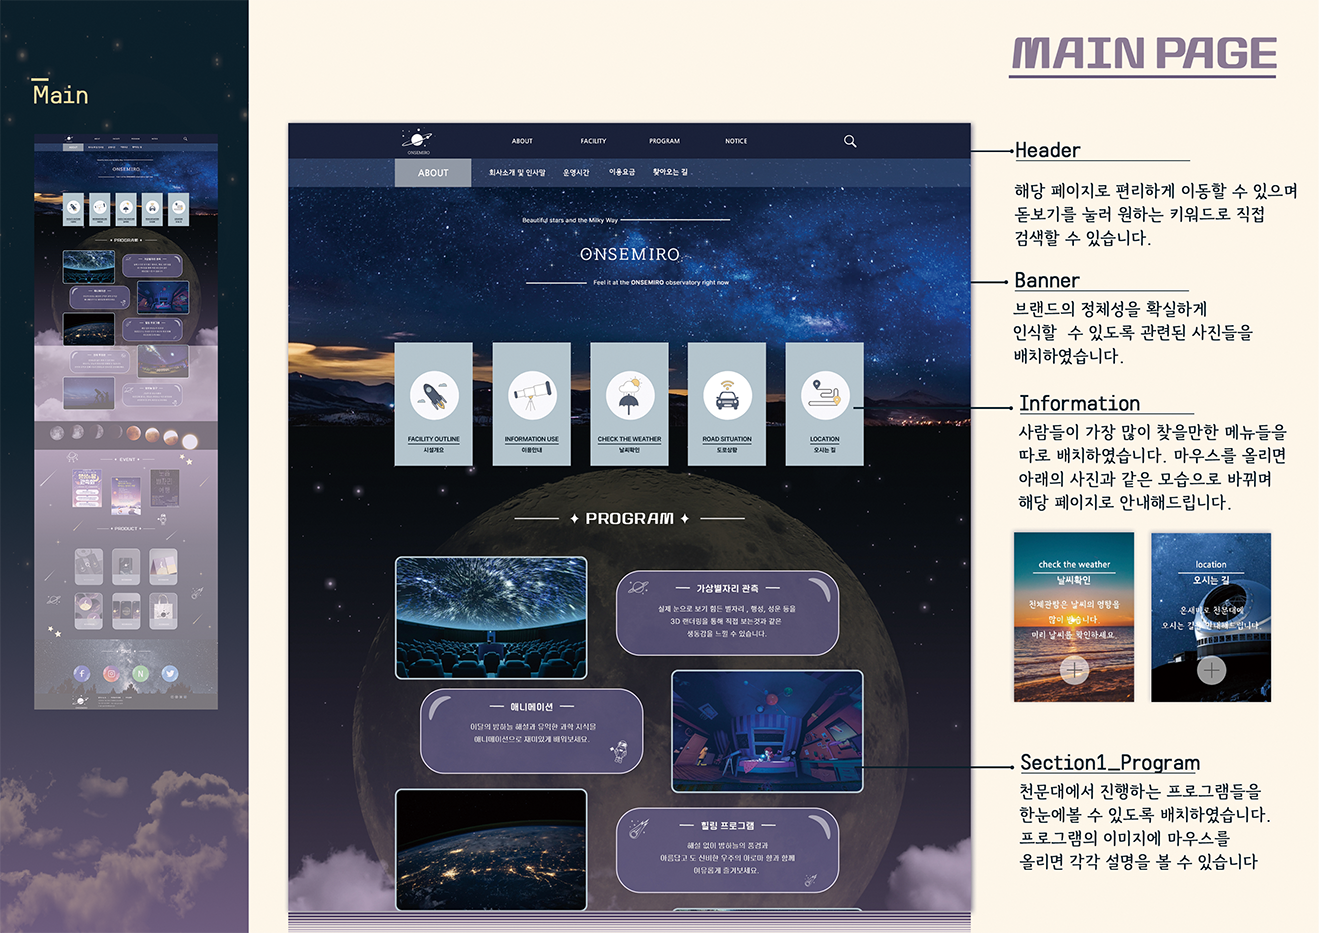 Main
MAIN PAGE
ONSEMIRO
ABOUT
FACILITY
PROGRAM
NOTICE
ABOUT
회사소개 및 인사말
운영시간
이용요금
찾아오는 길
Beautiful stars and the Milky Way
ONSEMIRO
Feel it at the ONSEMIRO observatory right now
FACILITY OUTLINE
시설개요
INFORMATION USE
이용안내
CHECK THE WEATHER
날씨확인
ROAD SITUATION
도로상황
LOCATION
오시는 길
PROGRAM
가상별자리 관측
실제 눈으로 보기 힘든 별자리 , 행성, 성운 등을
3D 렌더링을 통해 직접 보는것과 같은
생동감을 느낄 수 있습니다.
애니메이션
이달의 밤하늘 해설과 유익한 과학 지식을
애니메이션으로 재미있게 배워보세요.
힐링 프로그램
해설 없이 밤하늘의 풍경과
아름답고 도 신비한 우주의 아로마 향과 함께
여유롭게 즐겨보세요.
Header
해당 페이지로 편리하게 이동할 수 있으며
돋보기를 눌러 원하는 키워드로 직접
검색할 수 있습니다.
Banner
브랜드의 정체성을 확실하게
인식할 수 있도록 관련된 사진들을
배치하였습니다.
Information
사람들이 가장 많이 찾을만한 메뉴들을
따로 배치하였습니다. 마우스를 올리면
아래의 사진과 같은 모습으로 바뀌며
해당 페이지로 안내해드립니다.
check the weather
날씨확인
천체관람은 날씨의 영향을
많이 받습니다
미리 날씨를 확인하세요
location
오시는 길
온새미로 천문대에
오시는 길을 안내해드립니다.
Section1_Program
천문대에서 진행하는 프로그램들을
한눈에볼 수 있도록 배치하였습니다.
프로그램의 이미지에 마우스를
올리면 각각 설명을 볼 수 있습니다
ONSEMIRO
PROGRAM
EVENT
PRODUCT